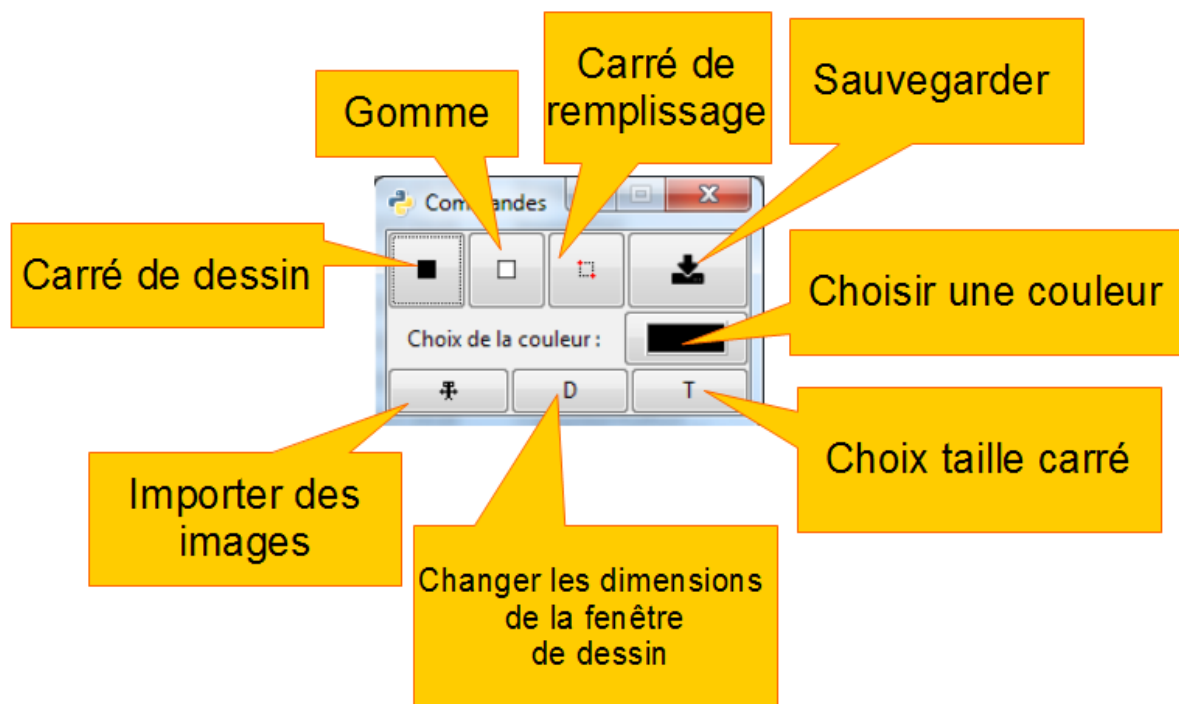 Carré de
remplissage
Sauvegarder
Gomme
Commandes
Carré de dessin
Choisir une couleur
Choix de la couleur :
D
T
Choix taille carré
Importer des
images
Changer les dimensions
de la fenêtre
de dessin